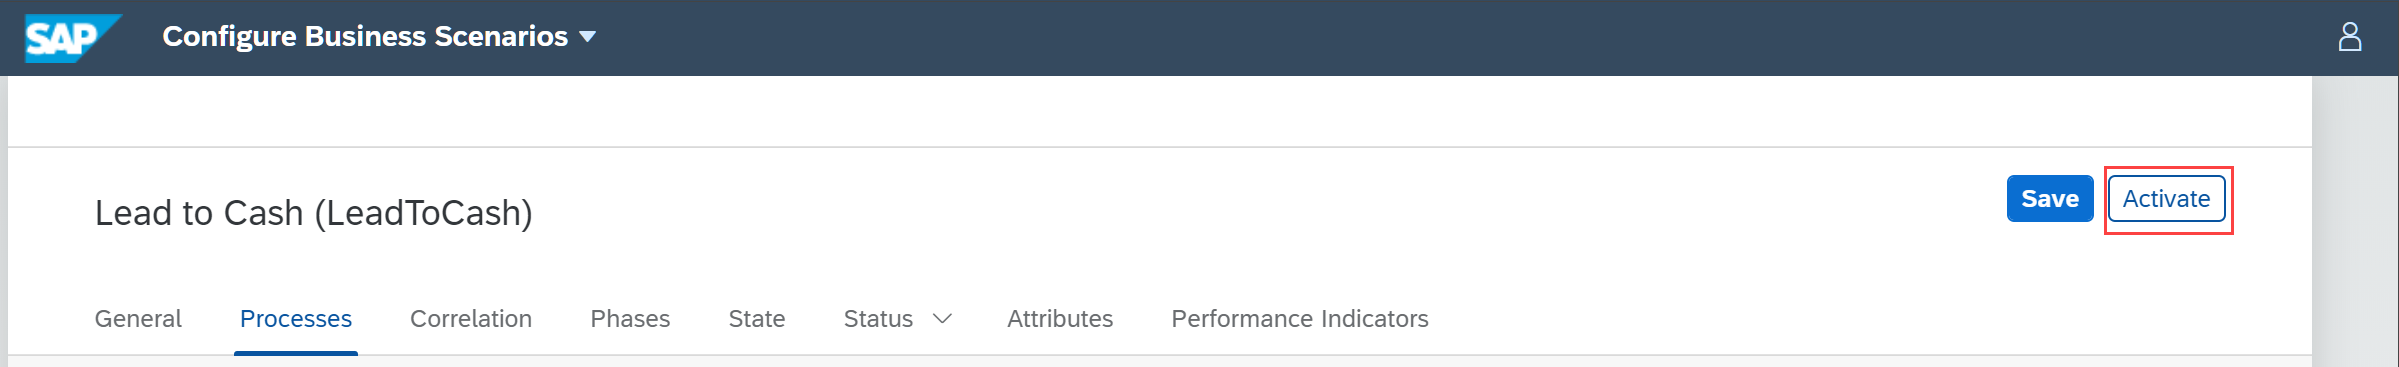 SAP Configure Business Scenarios
Lead to Cash (LeadToCash)
Save Activate
General Processes Correlation Phases State Status Attributes Performance Indicators